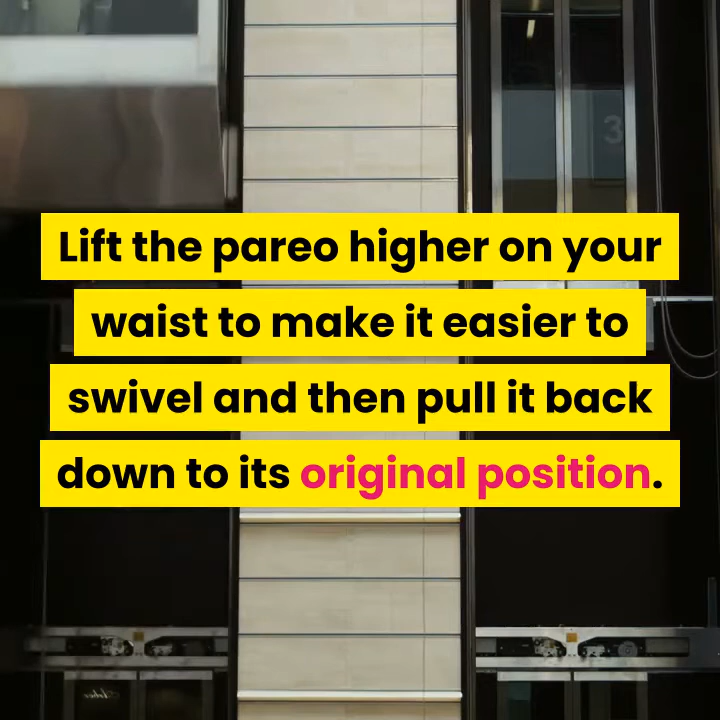 3
Lift the pareo higher on your
waist to make it easier to
swivel and then pull it back
down to its original position.